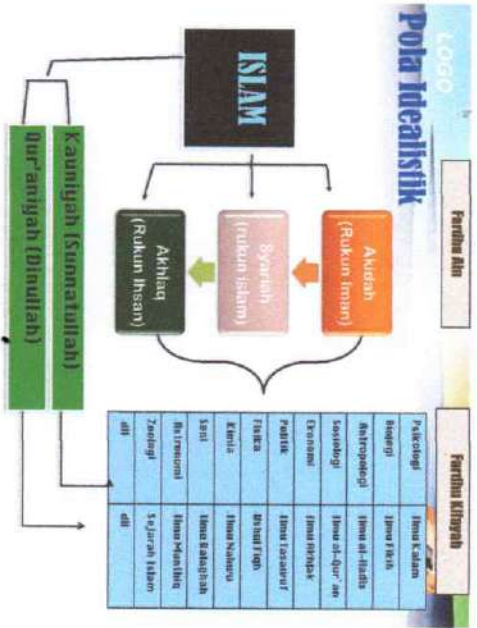 LOGO
Pola Idealistik
Fardhu Ain
Fardhu Kifayah
ISLAM
Akidah
(Rukun Iman)
Syariah
(rukun islam)
Akhlaq
(Rukun Ihsan)
Psikologi Ilmu Kalam
Biologi Ilmu Fikih
Antropologi Ilmu al-Hadis
Sosiologi Ilmu al-Qur'an
Ekonomi Ilmu Akhlak
Politik Ilmu Tasawuf
Fisika Ushul Fiqh
Kimia Ilmu Nahwu
Seni Ilmu Balaghah
Astronomi Ilmu Manthiq
Zoologi Sejarah Islam
dll dll
Kauniyah (Sunnatullah)
Qur'aniyah (Dinullah)